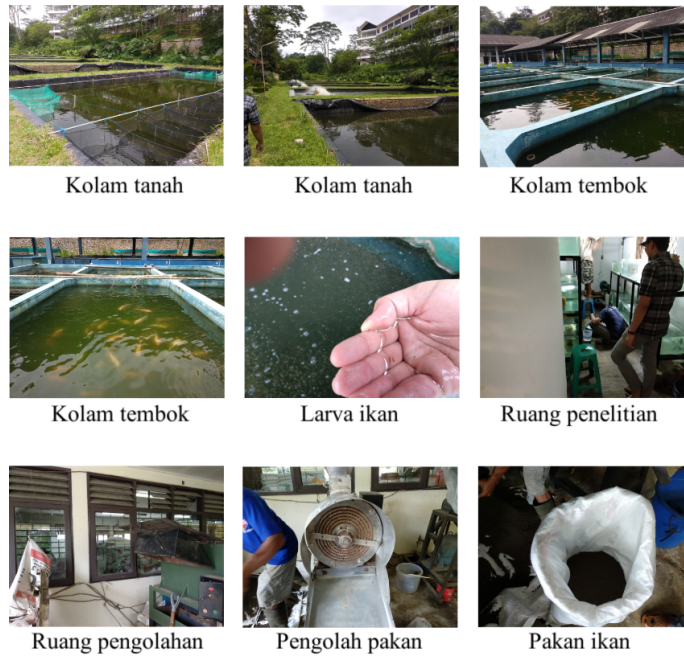 Kolam tanah
Kolam tanah
Kolam tembok
Kolam tembok
Larva ikan
Ruang penelitian
Ruang pengolahan
Pengolah pakan
Pakan ikan